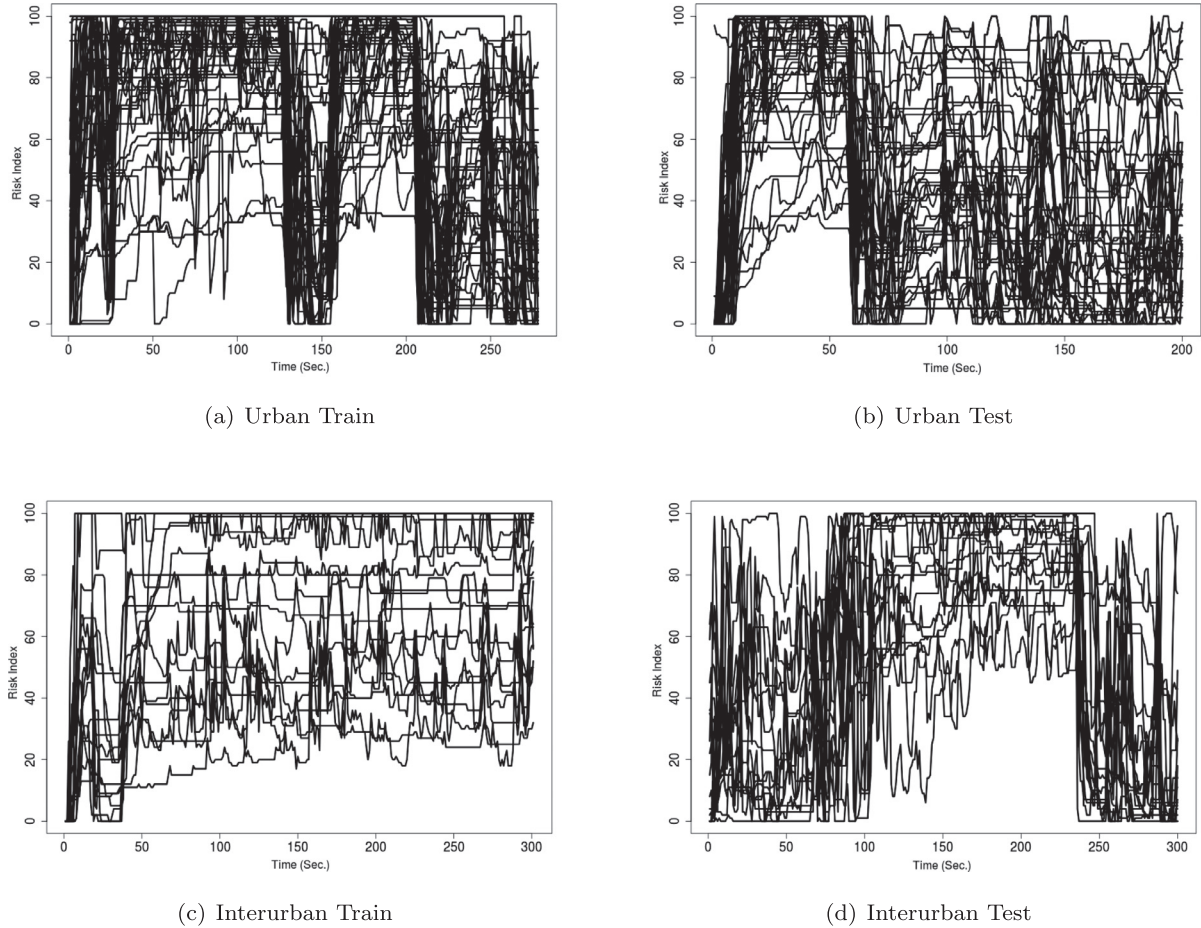 100
80
60
40
20
0
Risk Index
0 50 100 150 200 250
Time (Sec.)
(a) Urban Train
100
80
60
40
20
0
Risk Index
0 50 100 150 200
Time (Sec.)
(b) Urban Test
100
80
60
40
20
0
Risk Index
0 50 100 150 200 250 300
Time (Sec.)
(c) Interurban Train
100
80
60
40
20
0
Risk Index
0 50 100 150 200 250 300
Time (Sec.)
(d) Interurban Test